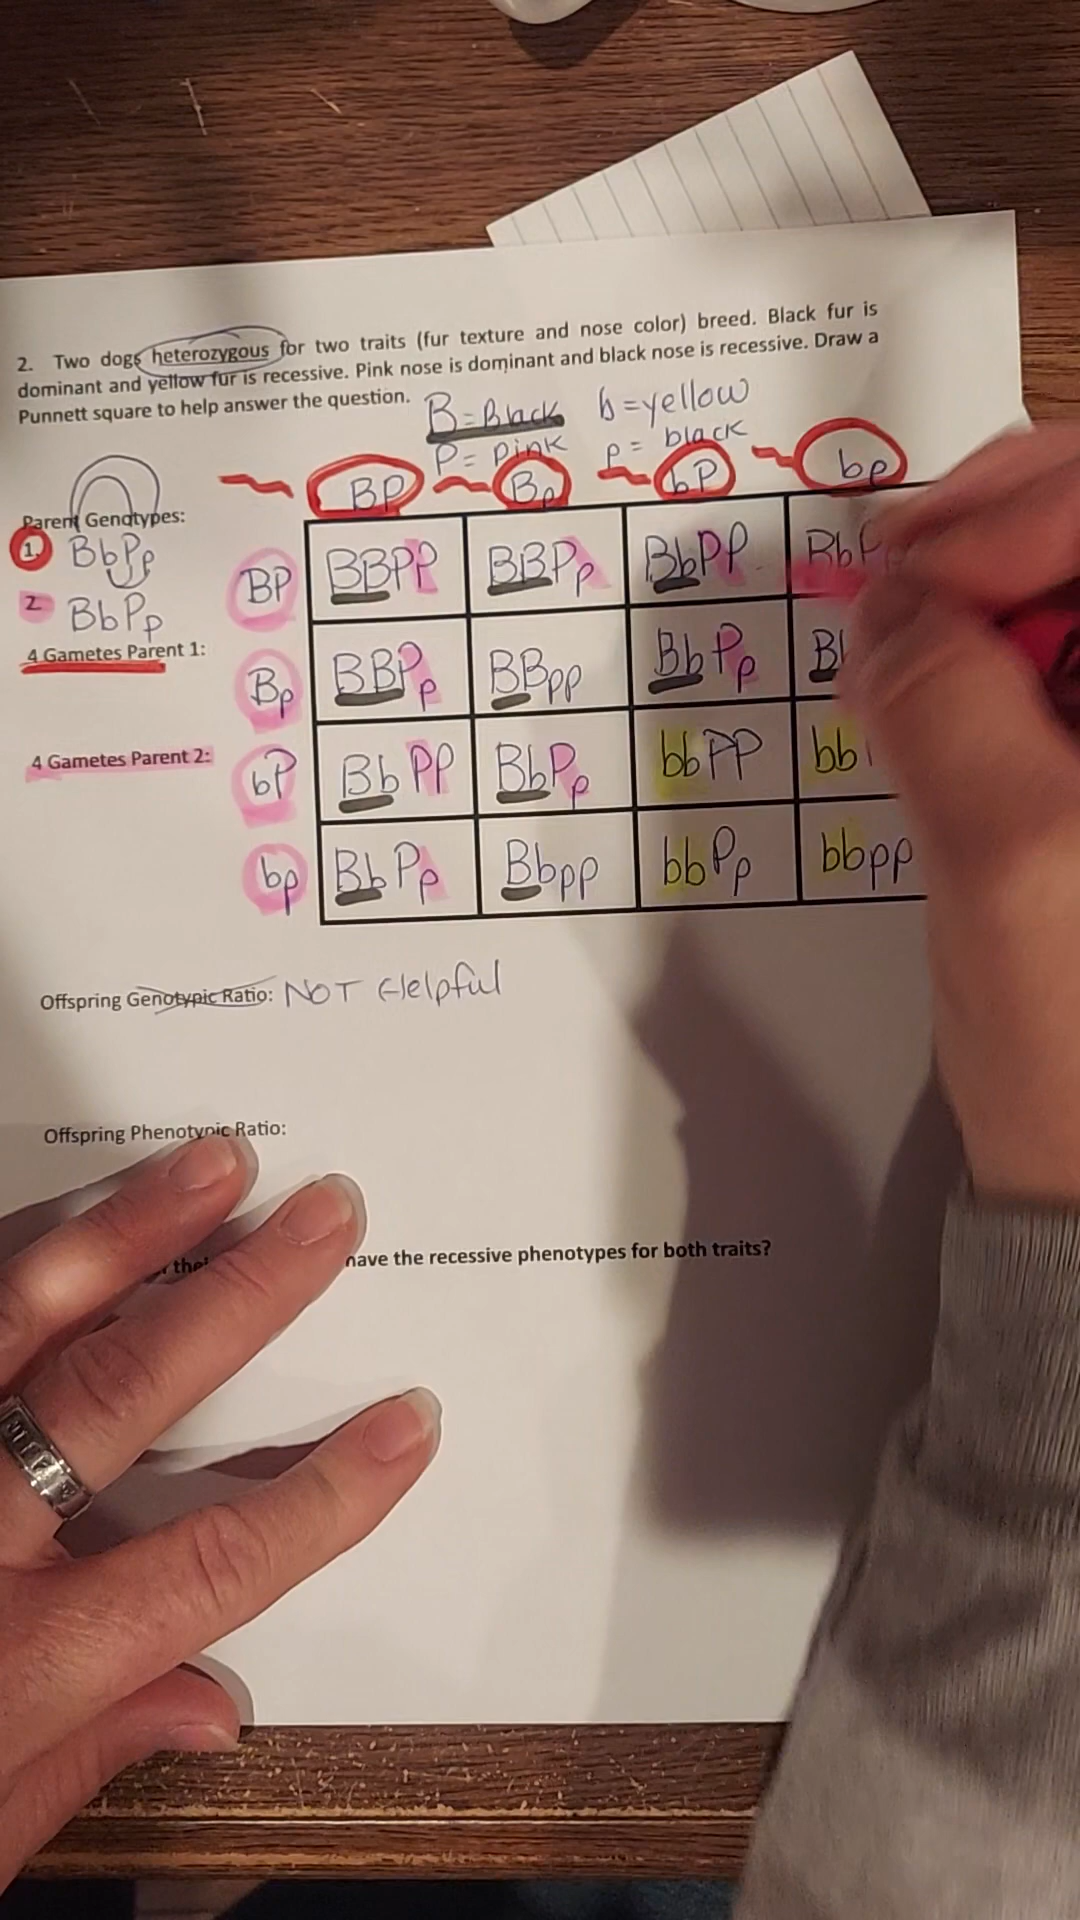 2. Two dogs heterozygous for two traits (fur texture and nose color) breed. Black fur is
dominant and yellow fur is recessive. Pink nose is dominant and black nose is recessive. Draw a
Punnett square to help answer the question.
B=Black b=yellow
P= pink p= black
BP Bp bP bp
Parent Genotypes:
1. BbPp
2 BbPp
4 Gametes Parent 1:
4 Gametes Parent 2:
BP BBPP BBPp BbPP
Bp BBPp BBpp BbPp
bP BbPP BbPp bbPP bb
bp BbPp Bbpp bbPp bbpp
Offspring Genotypic Ratio: NOT Helpful
Offspring Phenotypic Ratio:
have the recessive phenotypes for both traits?